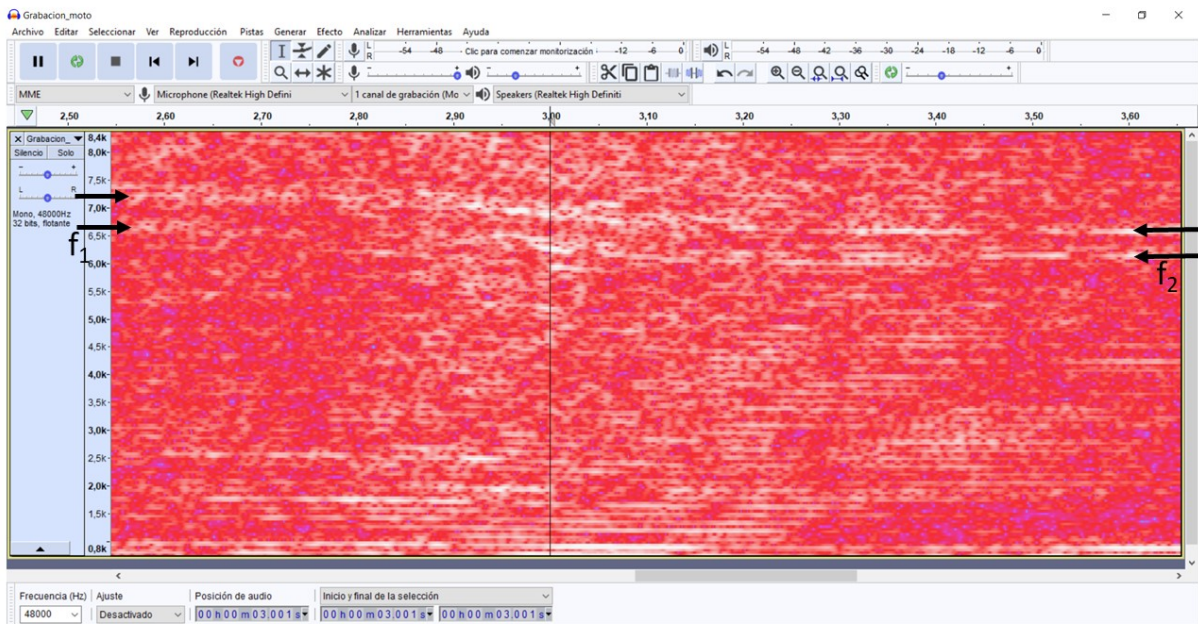 Grabacion_moto
Archivo Editar Seleccionar Ver Reproducción Pistas Generar Efecto Analizar Herramientas Ayuda
L
R
-54 -48 - Clic para comenzar monitorización -12 -6 0
L
R
-54 -48 -42 -36 -30 -24 -18 -12 -6 0
MME Microphone (Realtek High Defini 1 canal de grabación (Mo Speakers (Realtek High Definiti
2,50 2,60 2,70 2,80 2,90 3,00 3,10 3,20 3,30 3,40 3,50 3,60
Grabacion_
Silencio Solo
- +
L R
Mono, 48000Hz
32 bits, flotante
8,4k
8,0k
7,5k
7,0k
6,5k
6,0k
5,5k
5,0k
4,5k
4,0k
3,5k
3,0k
2,5k
2,0k
1,5k
0,8k
f1
f2
Frecuencia (Hz) Ajuste Posición de audio Inicio y final de la selección
48000 Desactivado 00 h 00 m 03,001 s 00 h 00 m 03,001 s 00 h 00 m 03,001 s